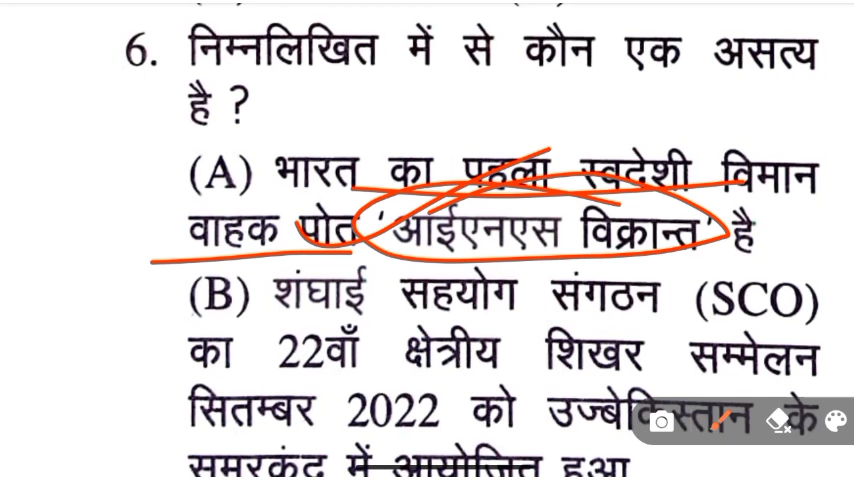 6. निम्नलिखित में से कौन एक असत्य
है ?
(A) भारत का पहला स्वदेशी विमान
वाहक पोत 'आईएनएस विक्रान्त' है
(B) शंघाई सहयोग संगठन (SCO)
का 22वाँ क्षेत्रीय शिखर सम्मेलन
सितम्बर 2022 को उज्बेकिस्तान के
समरकंद में आयोजित हुआ